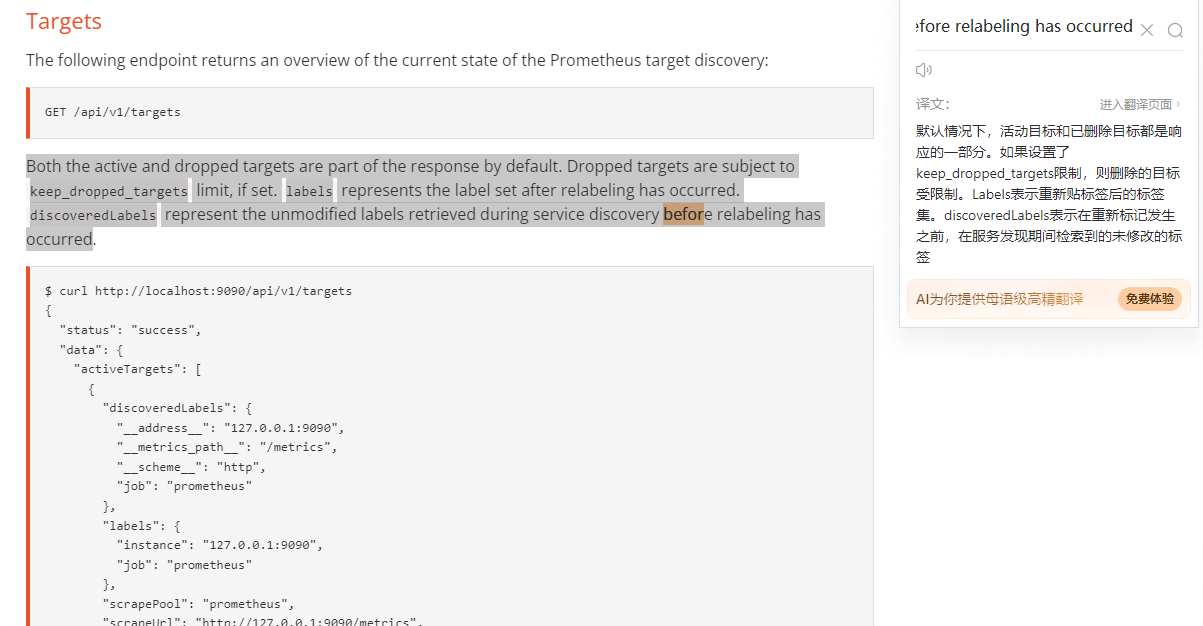 Targets
The following endpoint returns an overview of the current state of the Prometheus target discovery:
GET /api/v1/targets
Both the active and dropped targets are part of the response by default. Dropped targets are subject to
keep_dropped_targets limit, if set. labels represents the label set after relabeling has occurred.
discoveredLabels represent the unmodified labels retrieved during service discovery before relabeling has
occurred.
$ curl http://localhost:9090/api/v1/targets
{
  "status": "success",
  "data": {
    "activeTargets": [
      {
        "discoveredLabels": {
          "__address__": "127.0.0.1:9090",
          "__metrics_path__": "/metrics",
          "__scheme__": "http",
          "job": "prometheus"
        },
        "labels": {
          "instance": "127.0.0.1:9090",
          "job": "prometheus"
        },
        "scrapePool": "prometheus",
        "scrapeUrl": "http://127.0.0.1:9090/metrics",
efore relabeling has occurred
译文:
进入翻译页面
默认情况下，活动目标和已删除目标都是响
应的一部分。如果设置了
keep_dropped_targets限制，则删除的目标
受限制。Labels表示重新贴标签后的标签
集。discoveredLabels表示在重新标记发生
之前，在服务发现期间检索到的未修改的标
签
AI为你提供母语级高精翻译
免费体验